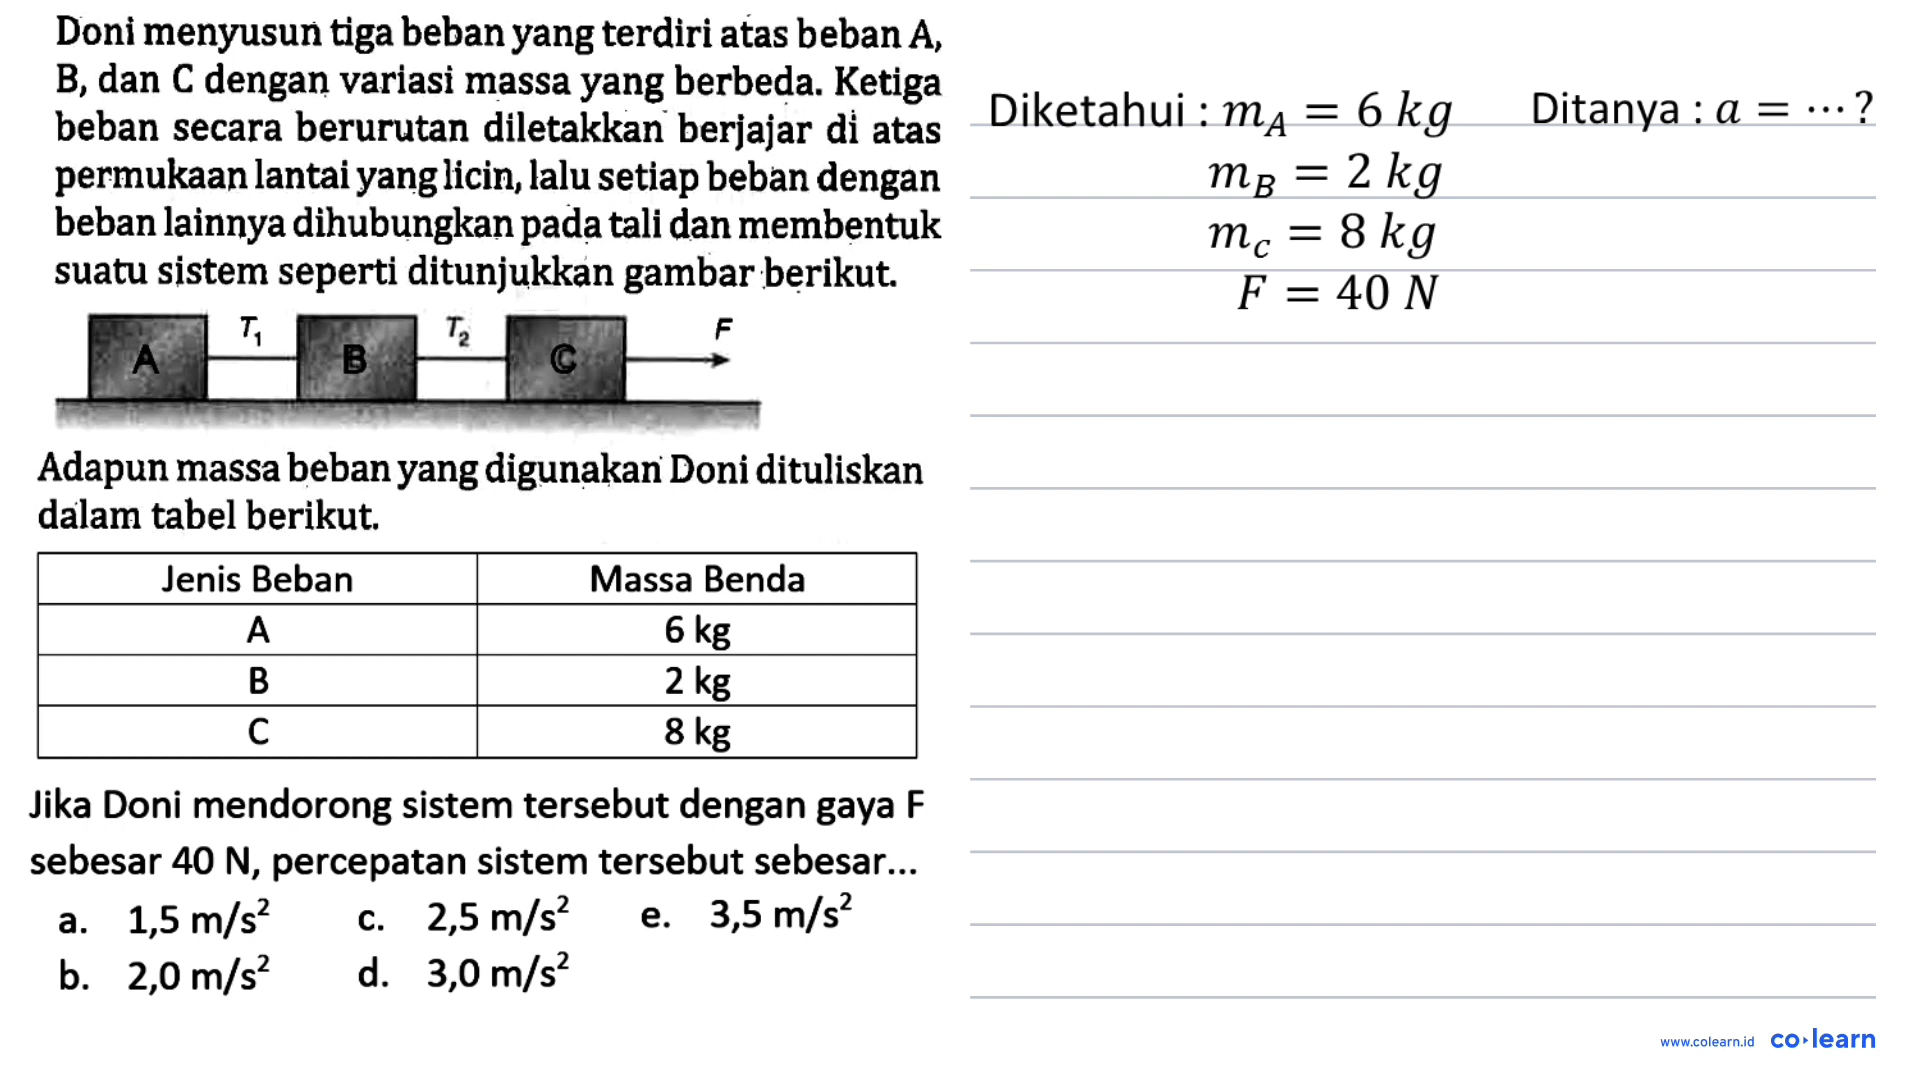 Doni menyusun tiga beban yang terdiri atas beban A,
B, dan C dengan variasi massa yang berbeda. Ketiga
beban secara berurutan diletakkan berjajar di atas
permukaan lantai yang licin, lalu setiap beban dengan
beban lainnya dihubungkan pada tali dan membentuk
suatu sistem seperti ditunjukkan gambar berikut.
A T₁ B T₂ C F
Adapun massa beban yang digunakan Doni dituliskan
dalam tabel berikut.
Jenis Beban Massa Benda
A 6 kg
B 2 kg
C 8 kg
Jika Doni mendorong sistem tersebut dengan gaya F
sebesar 40 N, percepatan sistem tersebut sebesar...
a. 1,5 m/s² c. 2,5 m/s² e. 3,5 m/s²
b. 2,0 m/s² d. 3,0 m/s²
Diketahui : m_A = 6 kg Ditanya : a = ⋯ ?
m_B = 2 kg
m_c = 8 kg
F = 40 N
www.colearn.id co learn